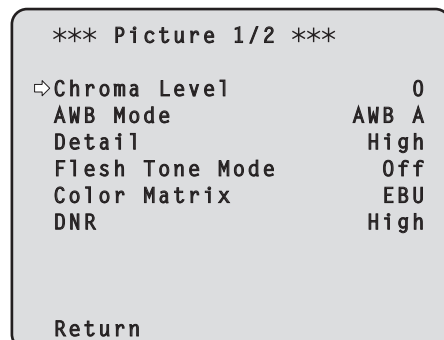 *** Picture 1/2 ***
⇨Chroma Level 0
AWB Mode AWB A
Detail High
Flesh Tone Mode Off
Color Matrix EBU
DNR High
Return